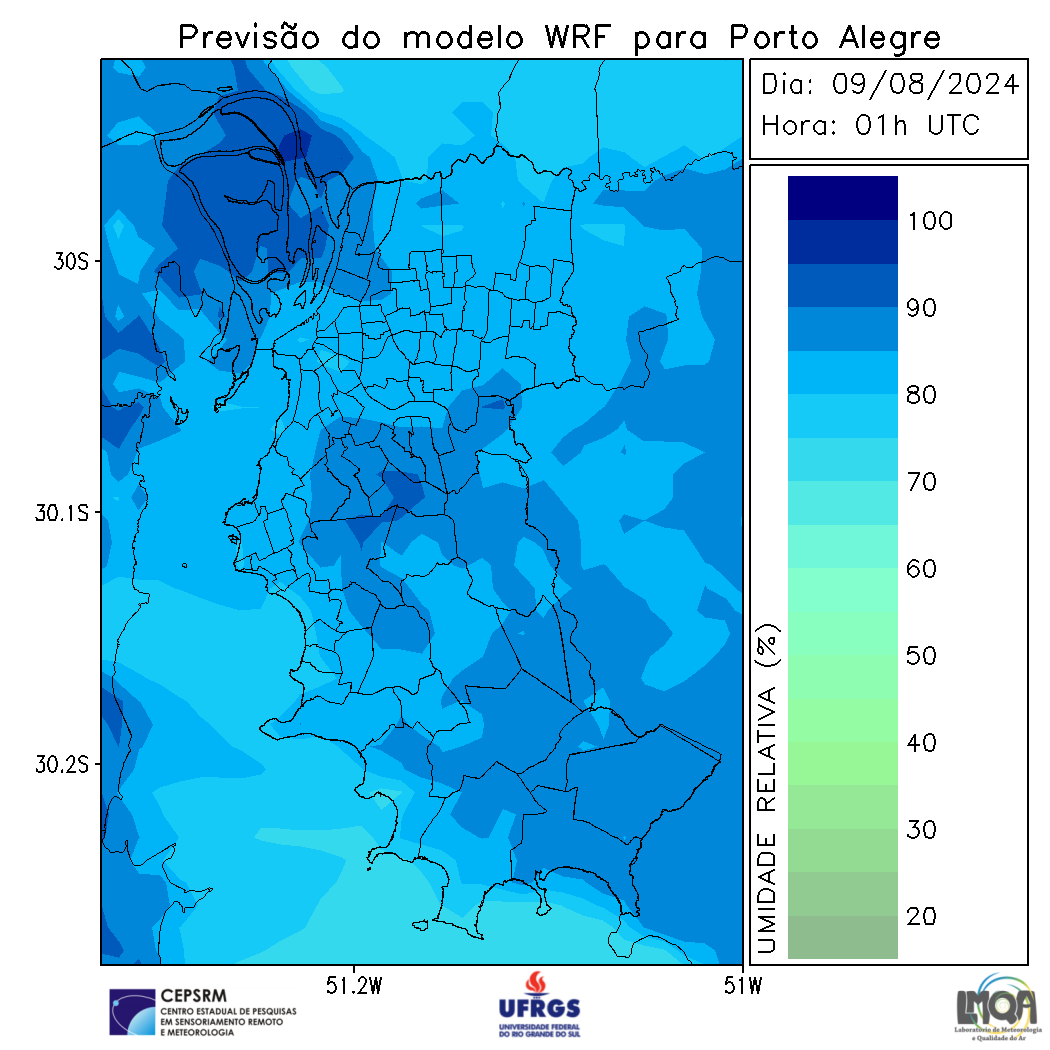 Previsão do modelo WRF para Porto Alegre
Dia: 09/08/2024
Hora: 01h UTC
30S
30.1S
30.2S
51.2W
51W
100
90
80
70
60
50
40
30
20
UMIDADE RELATIVA (%)
CEPSRM
CENTRO ESTADUAL DE PESQUISAS
EM SENSORIAMENTO REMOTO
E METEOROLOGIA
UFRGS
UNIVERSIDADE FEDERAL
DO RIO GRANDE DO SUL
LMQA
Laboratório de Meteorologia
e Qualidade do Ar